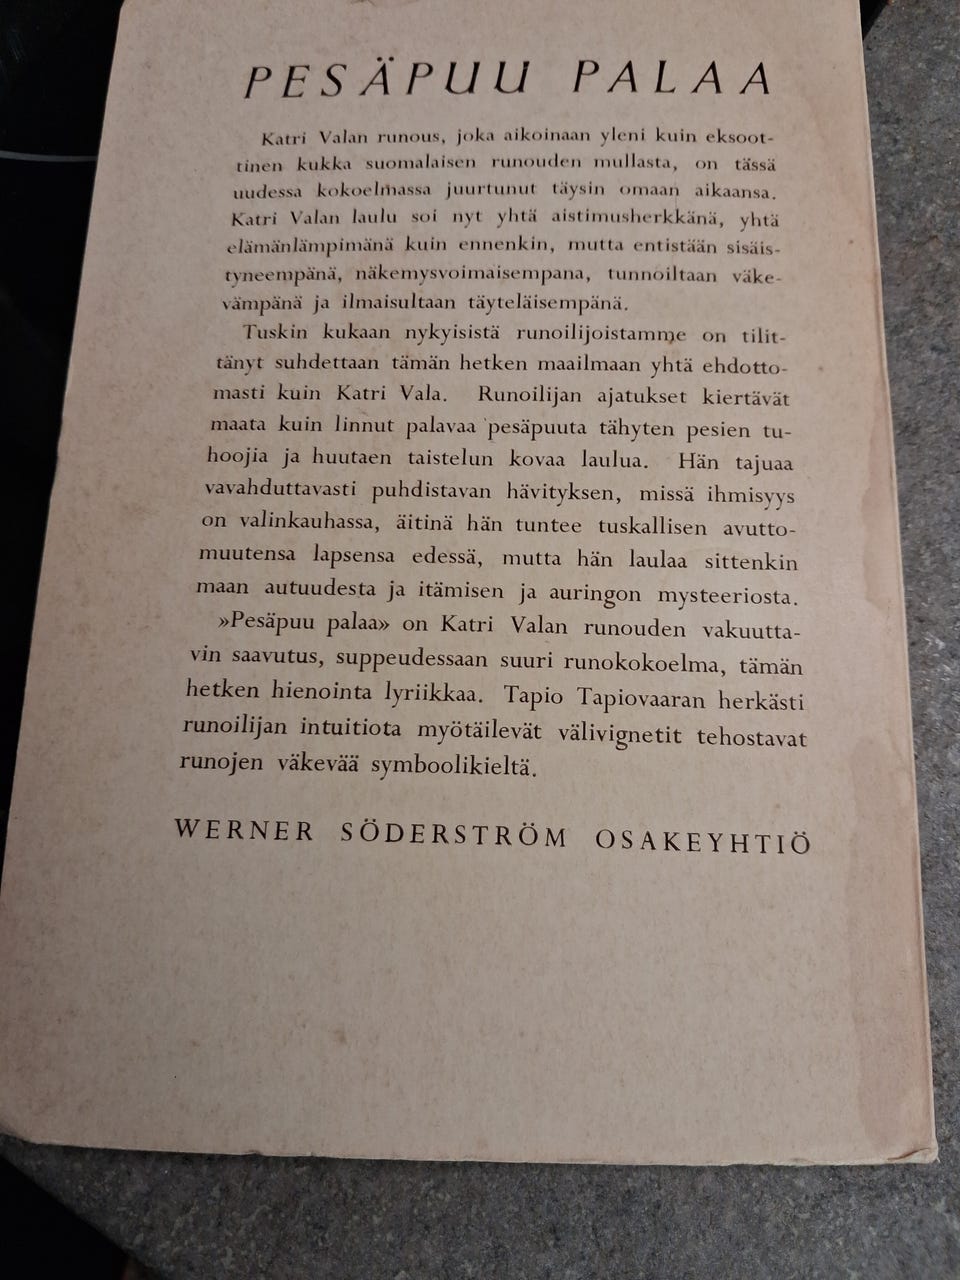 PESÄPUU PALAA
Katri Valan runous, joka aikoinaan yleni kuin eksoot-
tinen kukka suomalaisen runouden mullasta, on tässä
uudessa kokoelmassa juurtunut täysin omaan aikaansa.
Katri Valan laulu soi nyt yhtä aistimusherkkänä, yhtä
elämänlämpimänä kuin ennenkin, mutta entistään sisäis-
tyneempänä, näkemysvoimaisempana, tunnoiltaan väke-
vämpänä ja ilmaisultaan täyteläisempänä.
Tuskin kukaan nykyisistä runoilijoistamme on tilit-
tänyt suhdettaan tämän hetken maailmaan yhtä ehdotto-
masti kuin Katri Vala. Runoilijan ajatukset kiertävät
maata kuin linnut palavaa pesäpuuta tähyten pesien tu-
hoojia ja huutaen taistelun kovaa laulua. Hän tajuaa
vavahduttavasti puhdistavan hävityksen, missä ihmisyys
on valinkauhassa, äitinä hän tuntee tuskallisen avutto-
muutensa lapsensa edessä, mutta hän laulaa sittenkin
maan autuudesta ja itämisen ja auringon mysteeriosta.
»Pesäpuu palaa» on Katri Valan runouden vakuutta-
vin saavutus, suppeudessaan suuri runokokoelma, tämän
hetken hienointa lyriikkaa. Tapio Tapiovaaran herkästi
runoilijan intuitiota myötäilevät välivignetit tehostavat
runojen väkevää symboolikieltä.
WERNER SÖDERSTRÖM OSAKEYHTIÖ